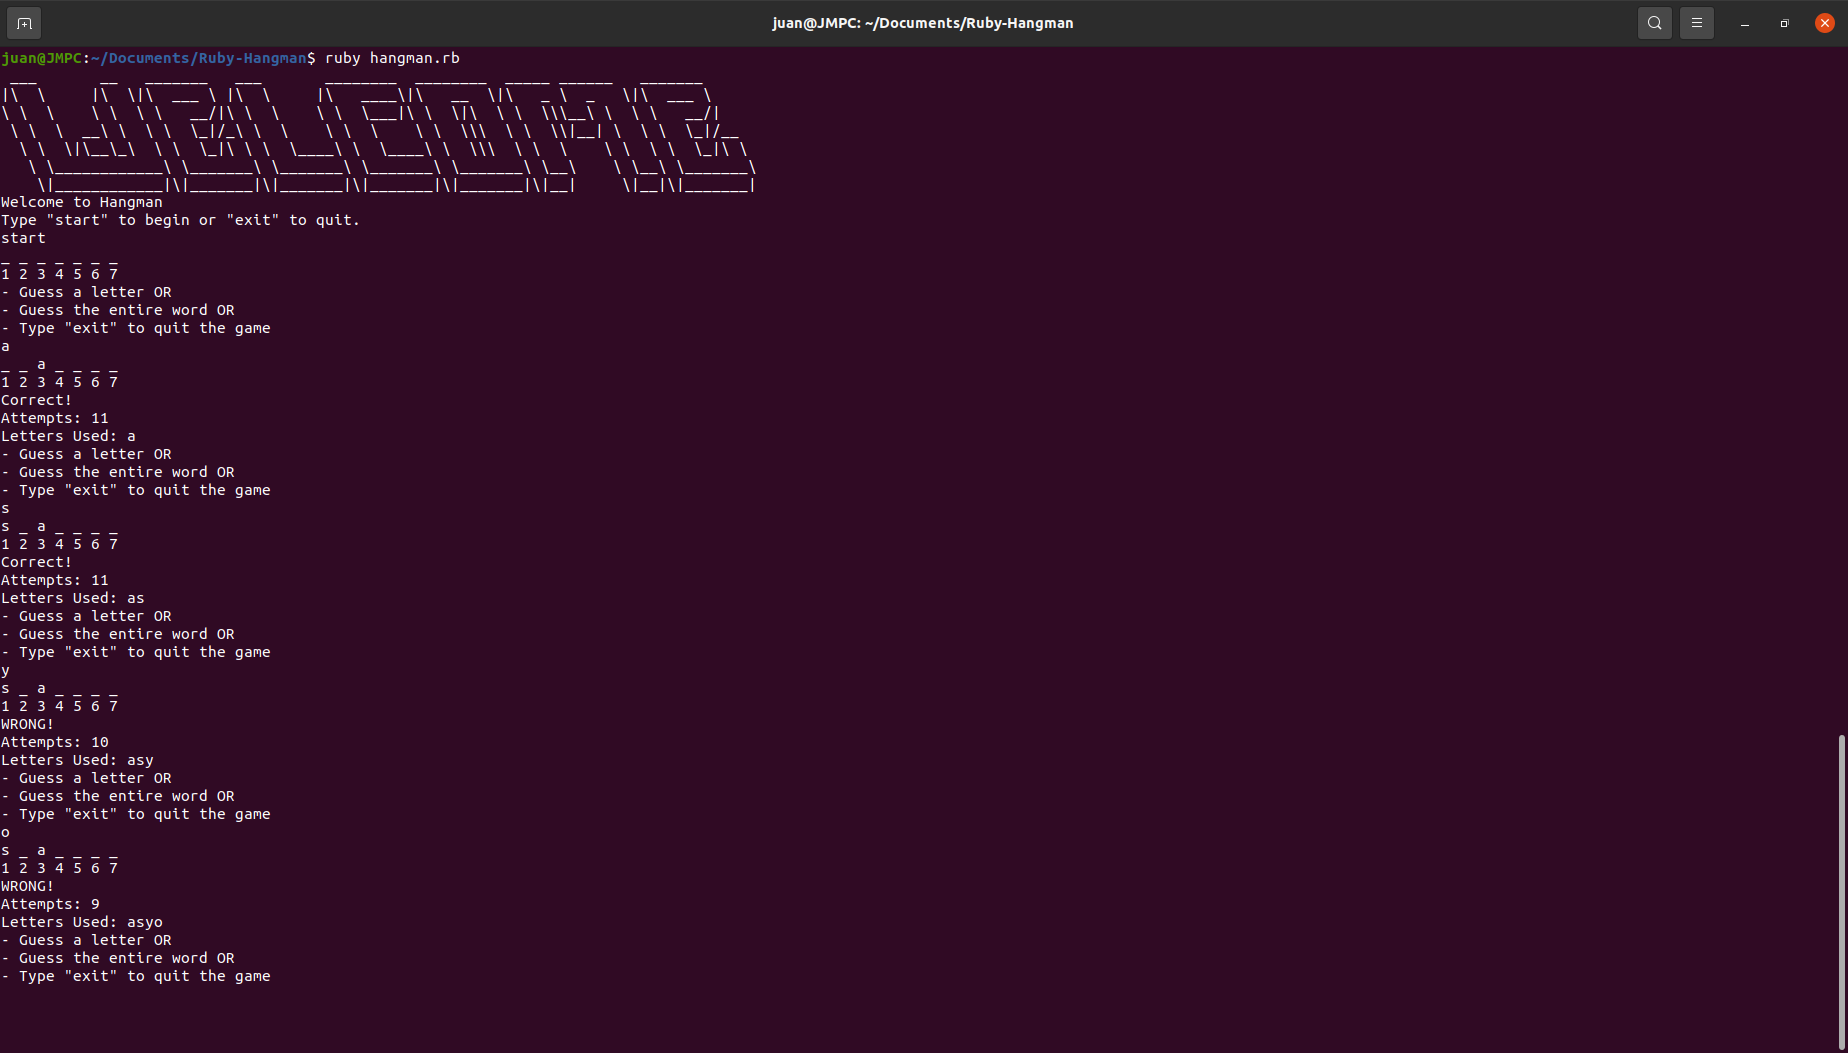 juan@JMPC: ~/Documents/Ruby-Hangman
juan@JMPC:~/Documents/Ruby-Hangman$ ruby hangman.rb
WELCOME
Welcome to Hangman
Type "start" to begin or "exit" to quit.
start
_ _ _ _ _ _ _
1 2 3 4 5 6 7
- Guess a letter OR
- Guess the entire word OR
- Type "exit" to quit the game
a
_ _ a _ _ _ _
1 2 3 4 5 6 7
Correct!
Attempts: 11
Letters Used: a
- Guess a letter OR
- Guess the entire word OR
- Type "exit" to quit the game
s
s _ a _ _ _ _
1 2 3 4 5 6 7
Correct!
Attempts: 11
Letters Used: as
- Guess a letter OR
- Guess the entire word OR
- Type "exit" to quit the game
y
s _ a _ _ _ _
1 2 3 4 5 6 7
WRONG!
Attempts: 10
Letters Used: asy
- Guess a letter OR
- Guess the entire word OR
- Type "exit" to quit the game
o
s _ a _ _ _ _
1 2 3 4 5 6 7
WRONG!
Attempts: 9
Letters Used: asyo
- Guess a letter OR
- Guess the entire word OR
- Type "exit" to quit the game